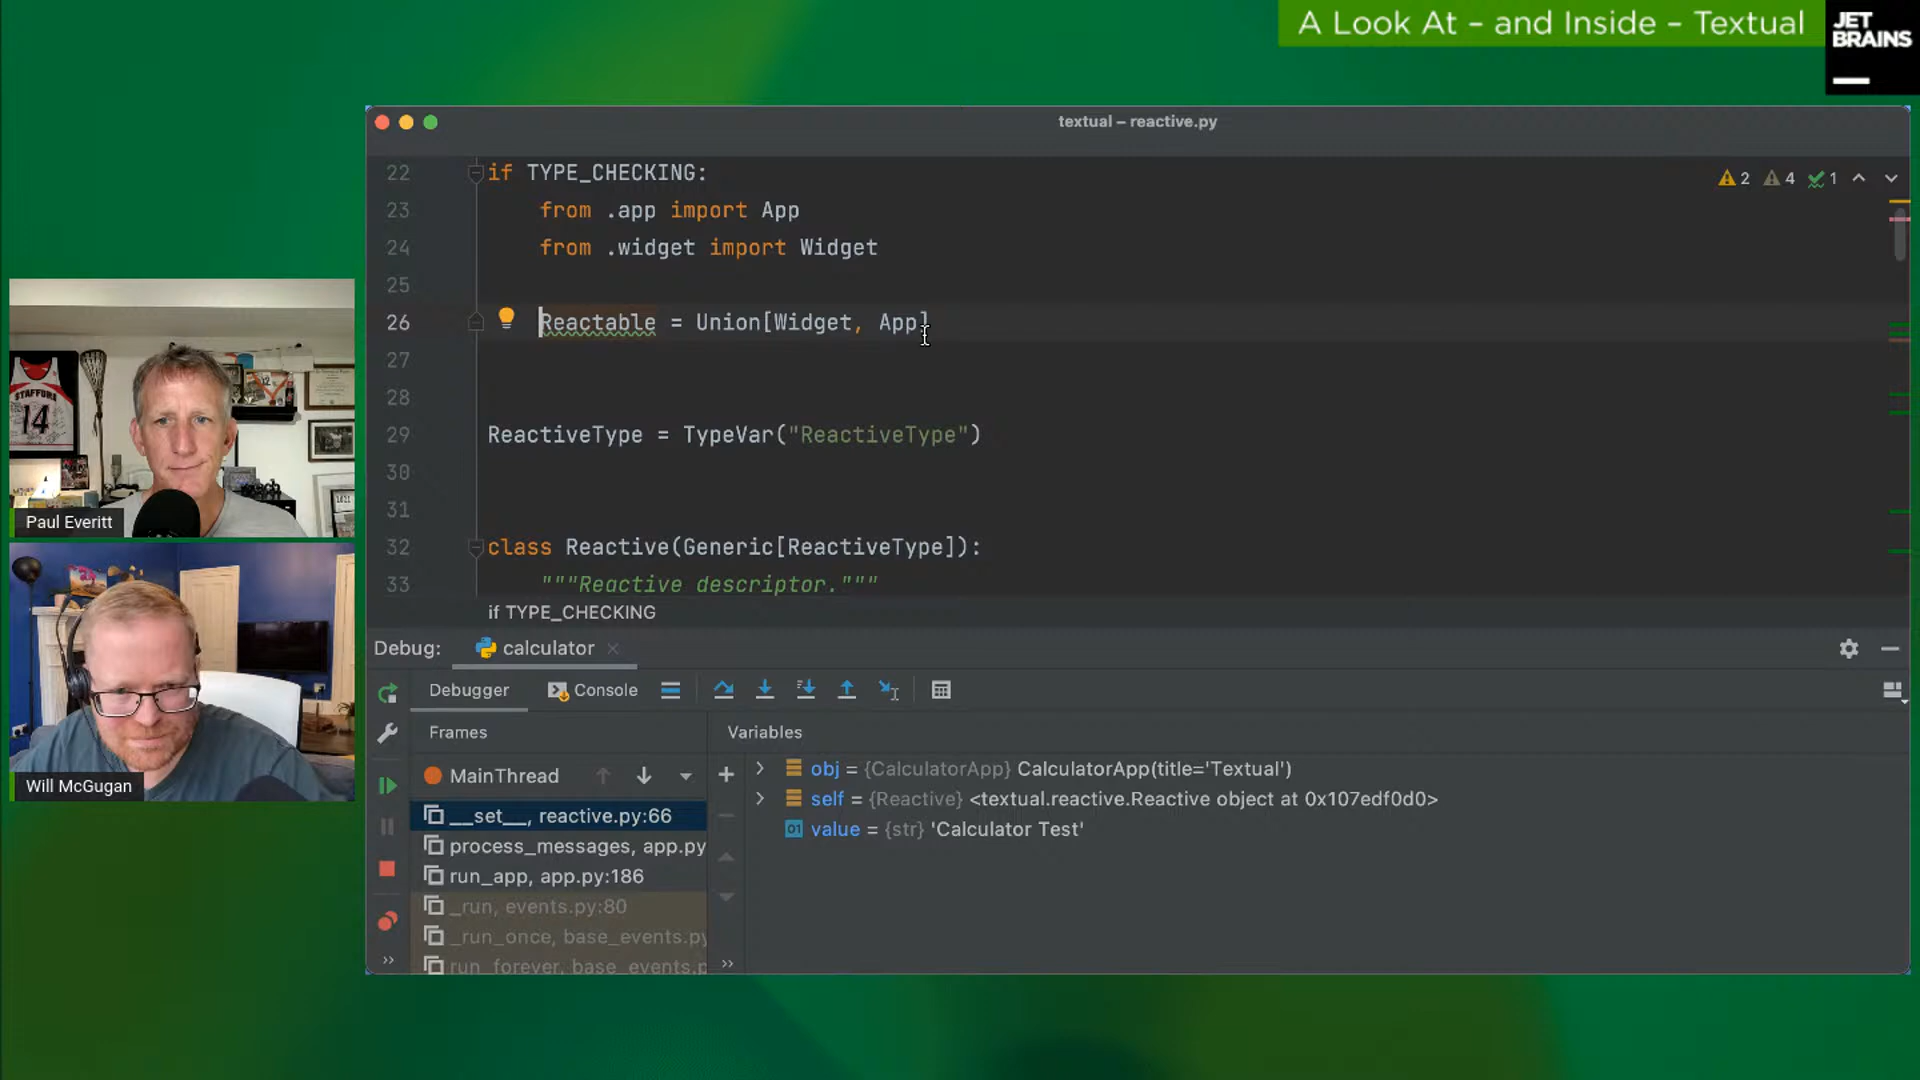 A Look At – and Inside – Textual
JET
BRAINS
textual – reactive.py
22 if TYPE_CHECKING:
23 from .app import App
24 from .widget import Widget
25
26 Reactable = Union[Widget, App]
27
28
29 ReactiveType = TypeVar("ReactiveType")
30
31
32 class Reactive(Generic[ReactiveType]):
33 """Reactive descriptor."""
if TYPE_CHECKING
2 4 1
STAFFORD
14
Paul Everitt
Will McGugan
Debug: calculator
Debugger Console
Frames
Variables
MainThread
__set__, reactive.py:66
process_messages, app.py
run_app, app.py:186
_run, events.py:80
_run_once, base_events.py
run_forever, base_events.p
obj = {CalculatorApp} CalculatorApp(title='Textual')
self = {Reactive} <textual.reactive.Reactive object at 0x107edf0d0>
01 value = {str} 'Calculator Test'